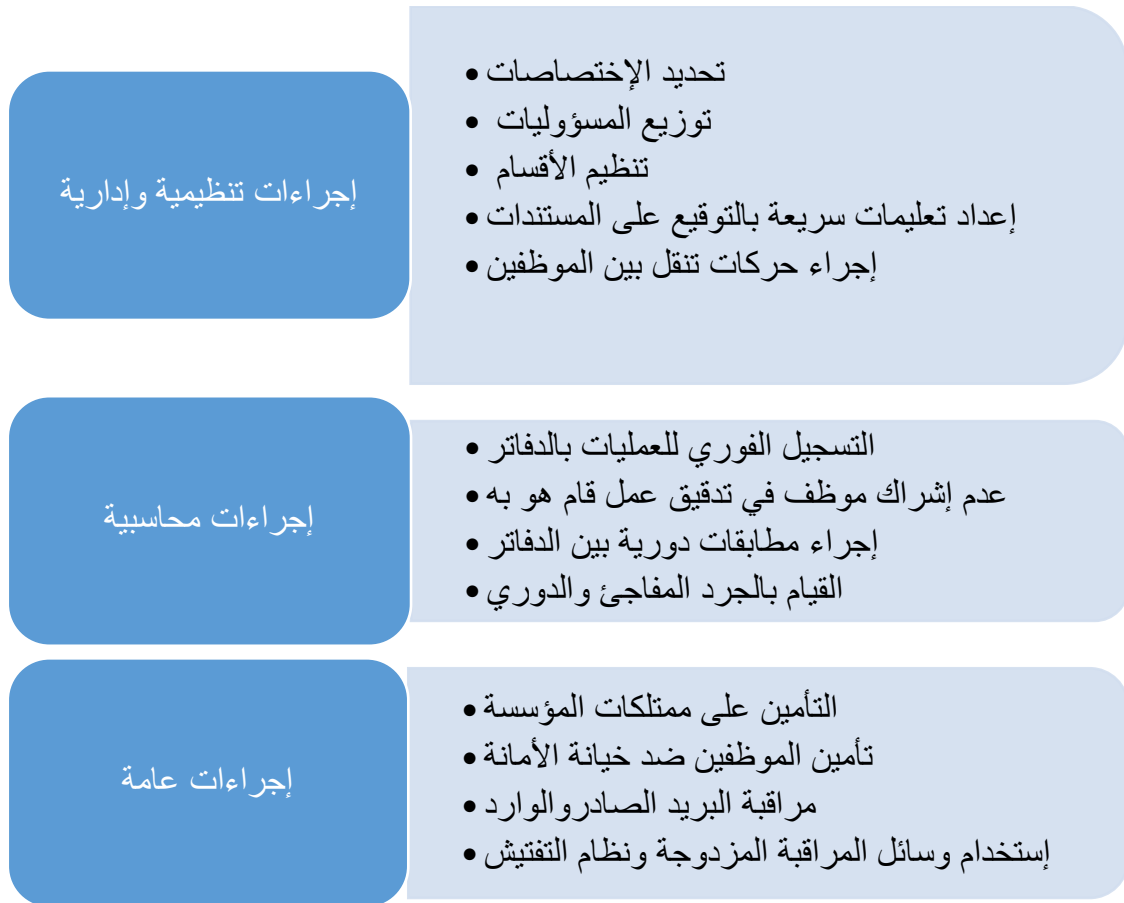 إجراءات تنظيمية وإدارية
• تحديد الإختصاصات
• توزيع المسؤوليات
• تنظيم الأقسام
• إعداد تعليمات سريعة بالتوقيع على المستندات
• إجراء حركات تنقل بين الموظفين
إجراءات محاسبية
• التسجيل الفوري للعمليات بالدفاتر
• عدم إشراك موظف في تدقيق عمل قام هو به
• إجراء مطابقات دورية بين الدفاتر
• القيام بالجرد المفاجئ والدوري
إجراءات عامة
• التأمين على ممتلكات المؤسسة
• تأمين الموظفين ضد خيانة الأمانة
• مراقبة البريد الصادروالوارد
• إستخدام وسائل المراقبة المزدوجة ونظام التفتيش